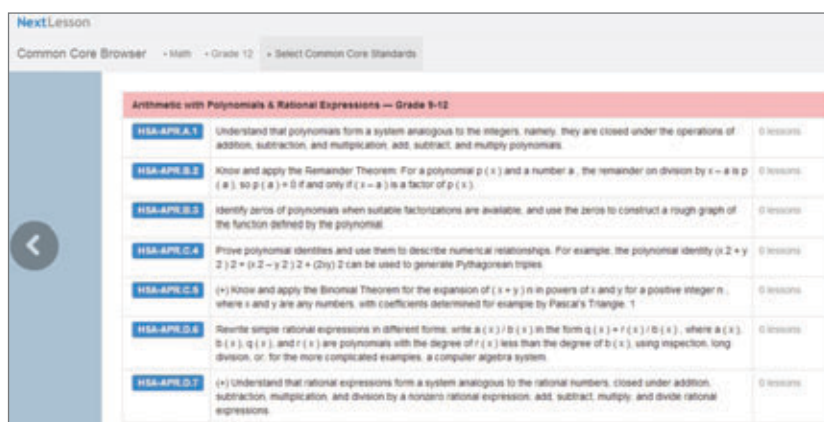 NextLesson
Common Core Browser • Math • Grade 12 • Select Common Core Standards
Arithmetic with Polynomials & Rational Expressions — Grade 9-12
HSA-APR.A.1 Understand that polynomials form a system analogous to the integers, namely, they are closed under the operations of 0 lessons
addition, subtraction, and multiplication; add, subtract, and multiply polynomials.
HSA-APR.B.2 Know and apply the Remainder Theorem: For a polynomial p ( x ) and a number a , the remainder on division by x – a is p 0 lessons
( a ), so p ( a ) = 0 if and only if ( x – a ) is a factor of p ( x ).
HSA-APR.B.3 Identify zeros of polynomials when suitable factorizations are available, and use the zeros to construct a rough graph of 0 lessons
the function defined by the polynomial.
HSA-APR.C.4 Prove polynomial identities and use them to describe numerical relationships. For example, the polynomial identity (x 2 + y 0 lessons
2 ) 2 = (x 2 – y 2 ) 2 + (2xy) 2 can be used to generate Pythagorean triples.
HSA-APR.C.5 (+) Know and apply the Binomial Theorem for the expansion of ( x + y ) n in powers of x and y for a positive integer n , 0 lessons
where x and y are any numbers, with coefficients determined for example by Pascal's Triangle. 1
HSA-APR.D.6 Rewrite simple rational expressions in different forms; write a ( x ) / b ( x ) in the form q ( x ) + r ( x ) / b ( x ) , where a ( x ), 0 lessons
b ( x ), q ( x ), and r ( x ) are polynomials with the degree of r ( x ) less than the degree of b ( x ), using inspection, long
division, or, for the more complicated examples, a computer algebra system.
HSA-APR.D.7 (+) Understand that rational expressions form a system analogous to the rational numbers, closed under addition, 0 lessons
subtraction, multiplication, and division by a nonzero rational expression; add, subtract, multiply, and divide rational
expressions.